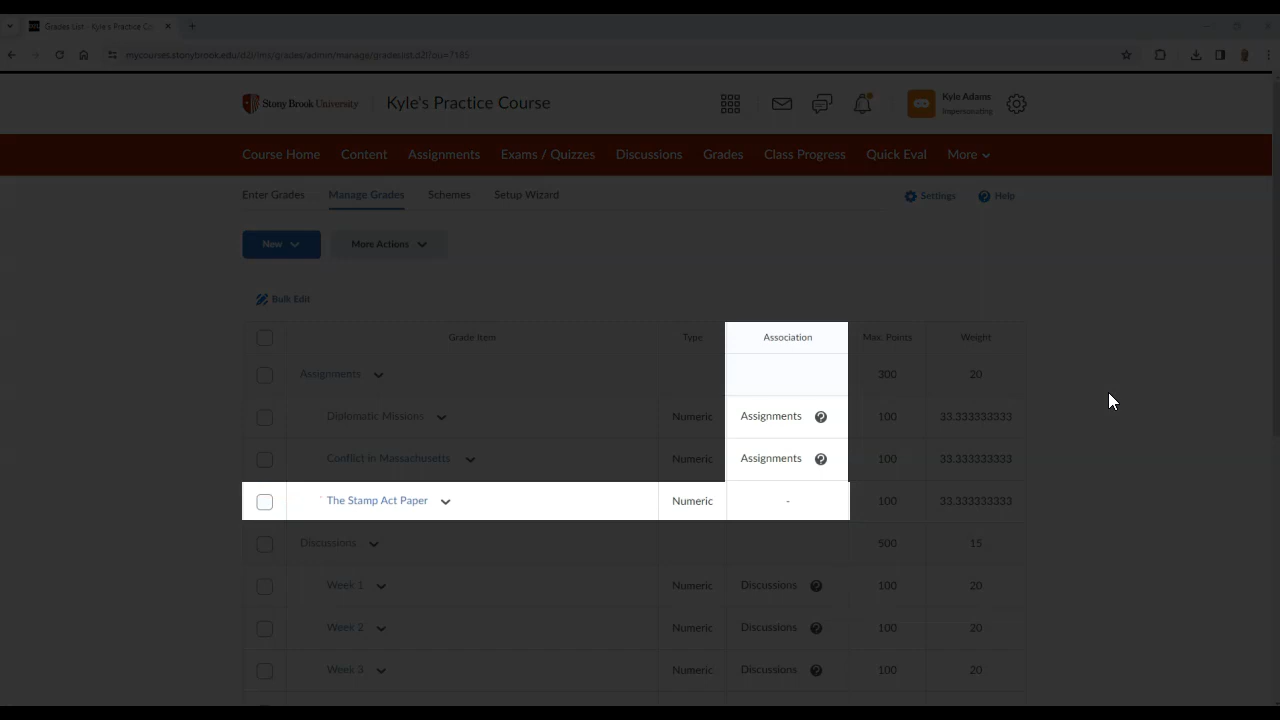 Grades List - Kyle's Practice Co
mycourses.stonybrook.edu/d2l/lms/grades/admin/manage/gradeslist.d2l?ou=7185
Stony Brook University Kyle's Practice Course Kyle Adams
Impersonating
Course Home Content Assignments Exams / Quizzes Discussions Grades Class Progress Quick Eval More
Enter Grades Manage Grades Schemes Setup Wizard Settings Help
New More Actions
Bulk Edit
Grade Item Type Association Max. Points Weight
Assignments 300 20
Diplomatic Missions Numeric Assignments 100 33.333333333
Conflict in Massachusetts Numeric Assignments 100 33.333333333
The Stamp Act Paper Numeric - 100 33.333333333
Discussions 500 15
Week 1 Numeric Discussions 100 20
Week 2 Numeric Discussions 100 20
Week 3 Numeric Discussions 100 20